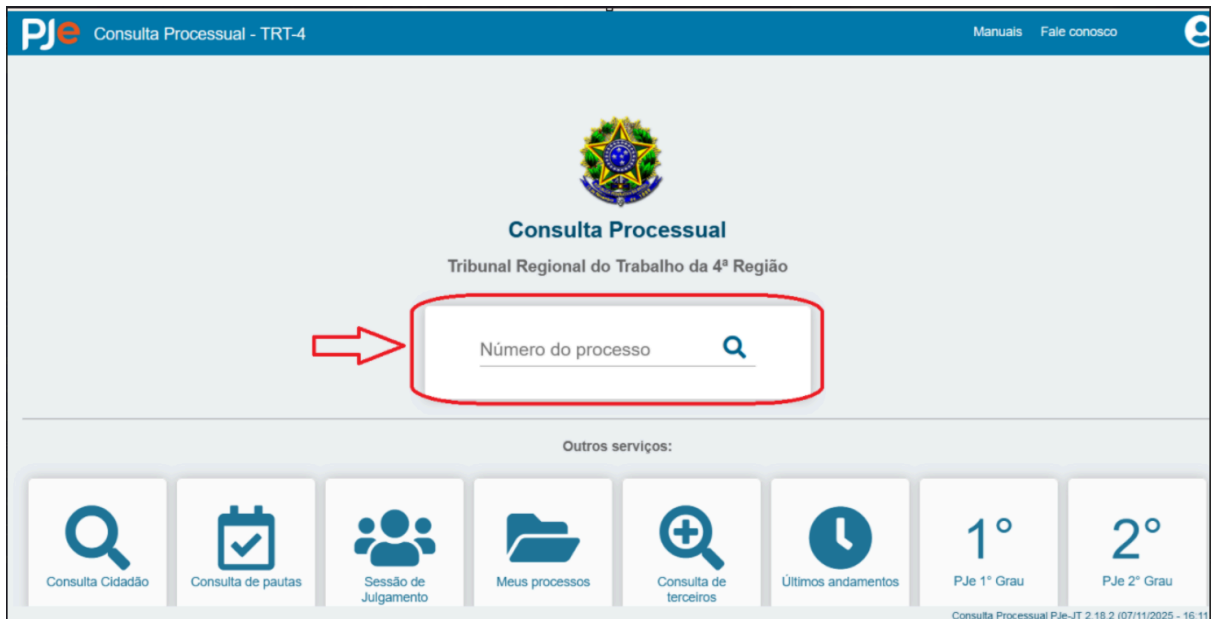 PJe Consulta Processual - TRT-4 Manuais Fale conosco
Consulta Processual
Tribunal Regional do Trabalho da 4ª Região
Número do processo
Outros serviços:
Consulta Cidadão
Consulta de pautas
Sessão de
Julgamento
Meus processos
Consulta de
terceiros
Últimos andamentos
1°
PJe 1° Grau
2°
PJe 2° Grau
Consulta Processual PJe-JT 2.18.2 (07/11/2025 - 16:11